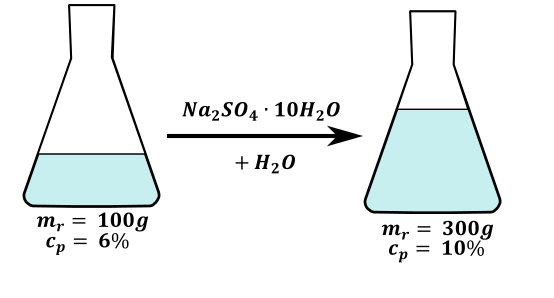 Na₂SO₄ · 10H₂O
+ H₂O
mᵣ = 100g
cₚ = 6%
mᵣ = 300g
cₚ = 10%